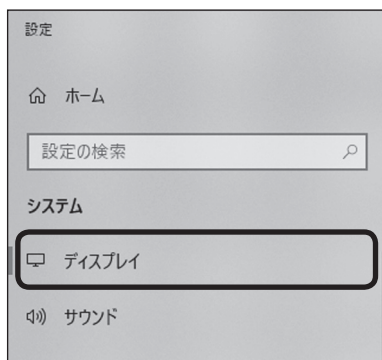 設定
ホーム
設定の検索
システム
ディスプレイ
サウンド